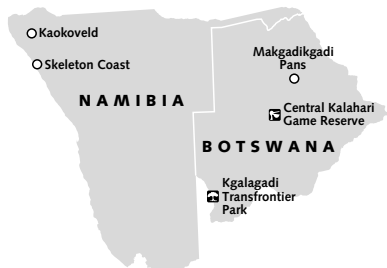 Kaokoveld
Skeleton Coast
NAMIBIA
Makgadikgadi
Pans
Central Kalahari
Game Reserve
BOTSWANA
Kgalagadi
Transfrontier
Park